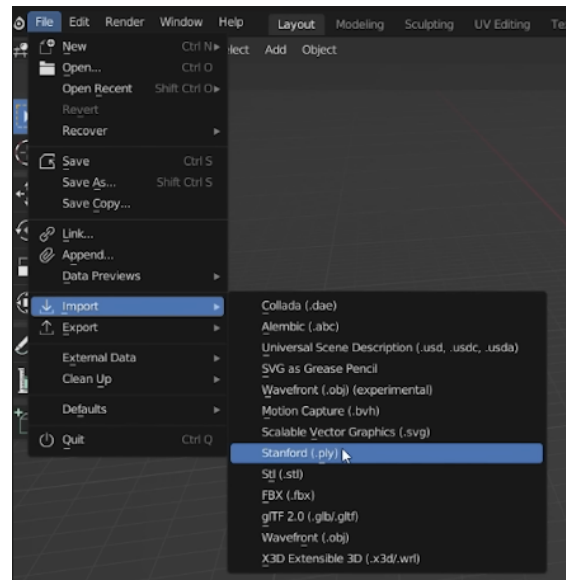 File Edit Render Window Help Layout Modeling Sculpting UV Editing
New Ctrl N
Add Object
Open... Ctrl O
Open Recent Shift Ctrl O
Revert
Recover
Save Ctrl S
Save As... Shift Ctrl S
Save Copy...
Link...
Append...
Data Previews
Import
Export
External Data
Clean Up
Defaults
Quit Ctrl Q
Collada (.dae)
Alembic (.abc)
Universal Scene Description (.usd, .usdc, .usda)
SVG as Grease Pencil
Wavefront (.obj) (experimental)
Motion Capture (.bvh)
Scalable Vector Graphics (.svg)
Stanford (.ply)
Stl (.stl)
FBX (.fbx)
glTF 2.0 (.glb/.gltf)
Wavefront (.obj)
X3D Extensible 3D (.x3d/.wrl)